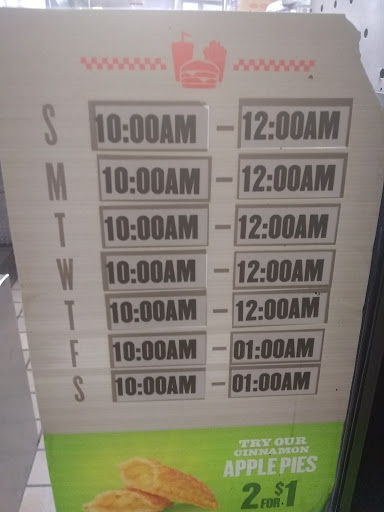 S 10:00AM - 12:00AM
M 10:00AM - 12:00AM
T 10:00AM - 12:00AM
W 10:00AM - 12:00AM
T 10:00AM - 12:00AM
F 10:00AM - 01:00AM
S 10:00AM - 01:00AM
TRY OUR
CINNAMON
APPLE PIES
2 FOR $1